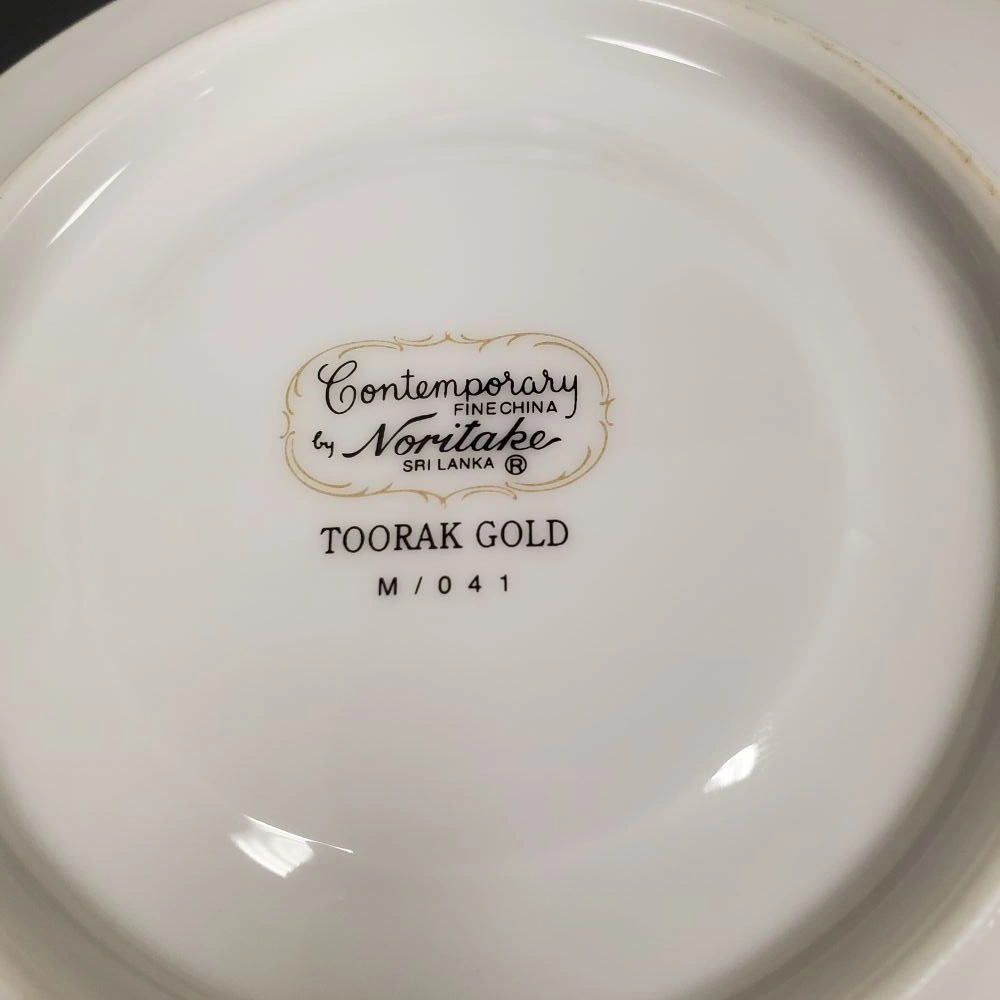 Contemporary
FINE CHINA
by Noritake
SRI LANKA ®
TOORAK GOLD
M/041